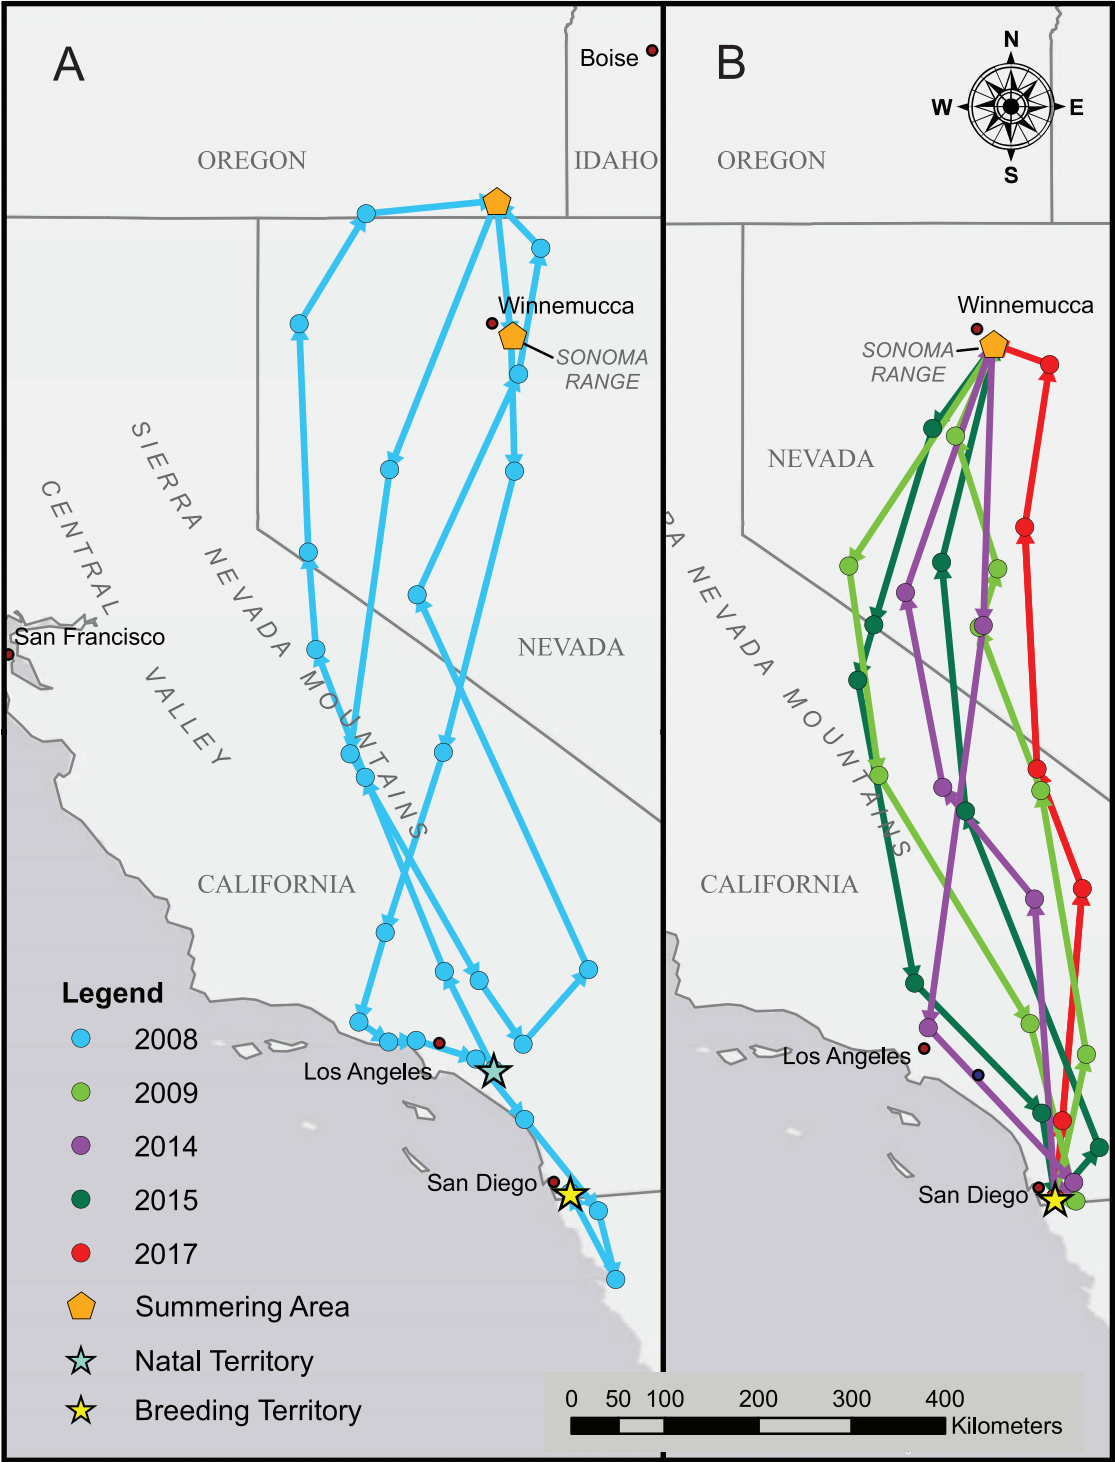 A
Boise
OREGON
IDAHO
Winnemucca
SONOMA
RANGE
SIERRA NEVADA MOUNTAINS
CENTRAL VALLEY
San Francisco
NEVADA
CALIFORNIA
Los Angeles
San Diego
Legend
2008
2009
2014
2015
2017
Summering Area
Natal Territory
Breeding Territory
B
N
W
E
S
OREGON
Winnemucca
SONOMA
RANGE
NEVADA
RA NEVADA MOUNTAINS
CALIFORNIA
Los Angeles
San Diego
0 50 100 200 300 400
Kilometers